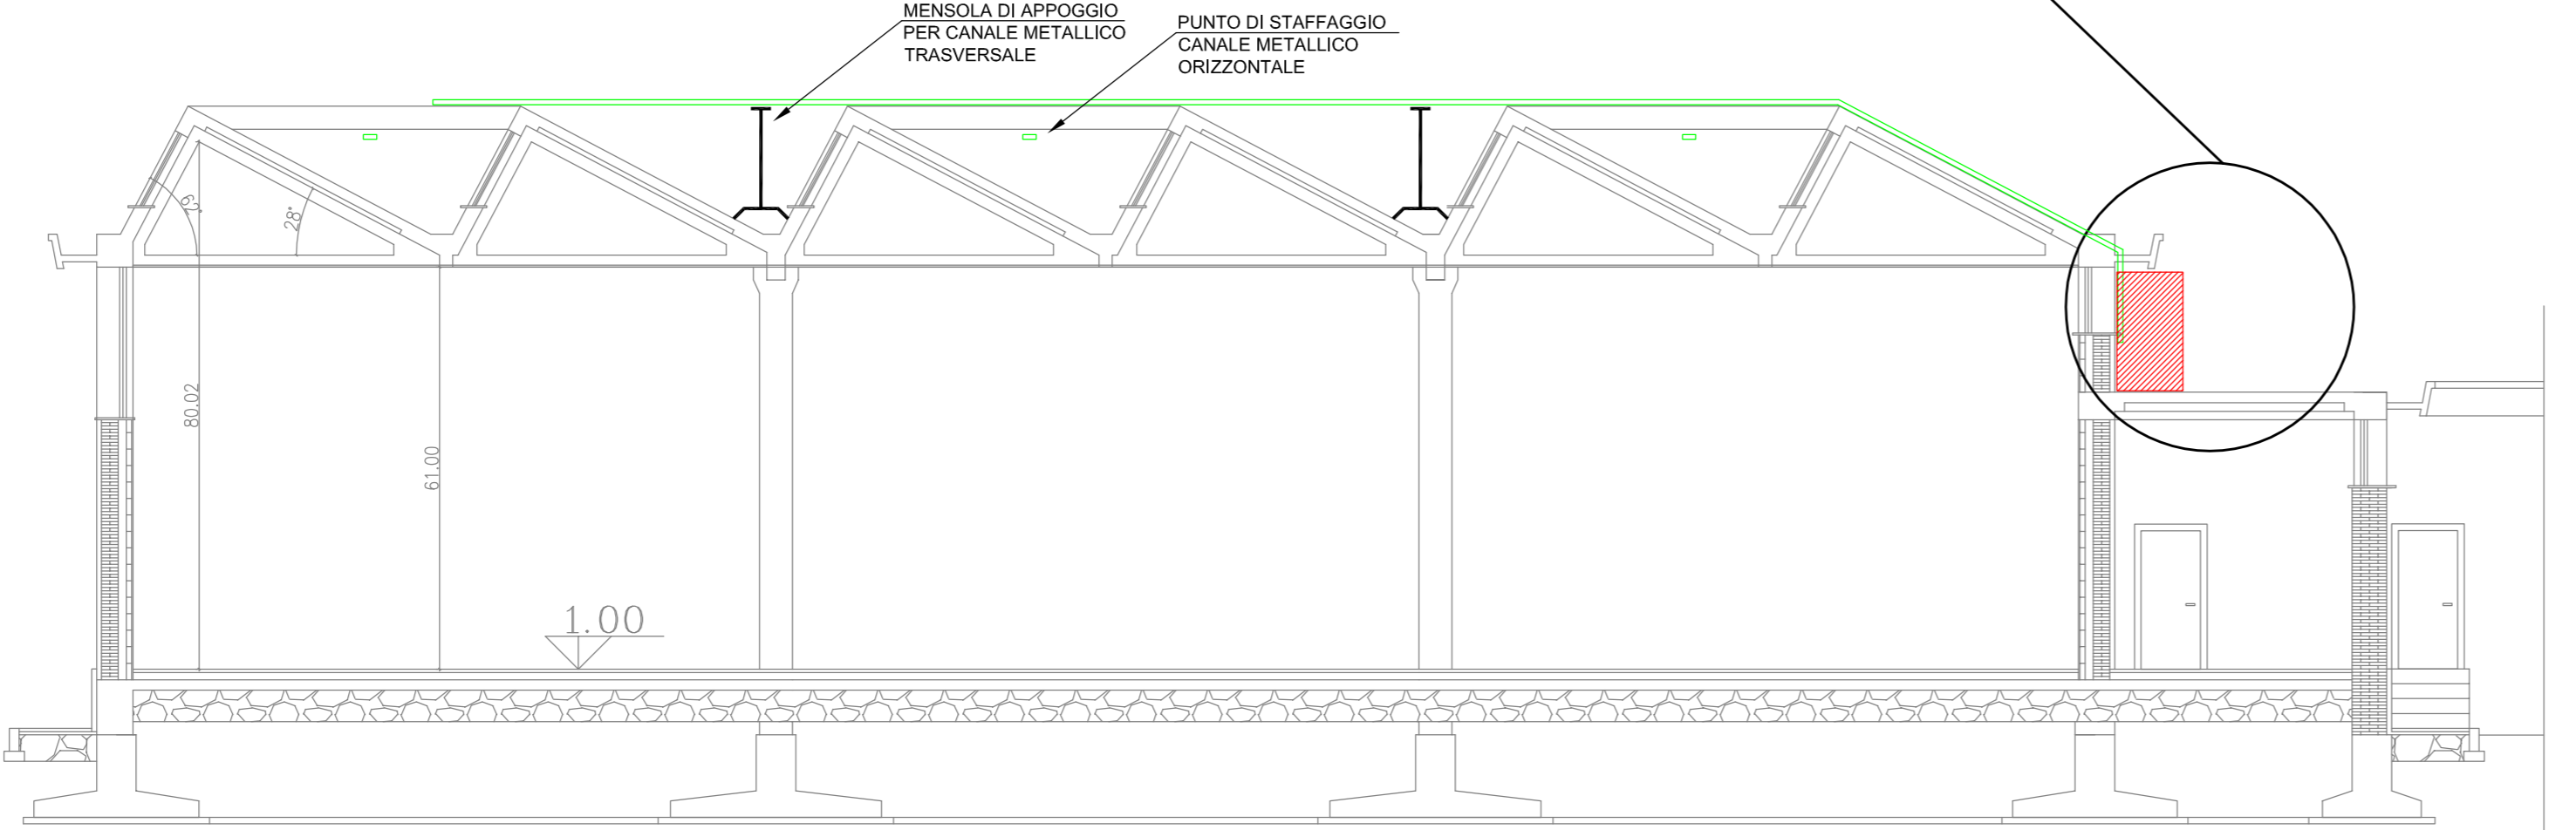 MENSOLA DI APPOGGIO
PER CANALE METALLICO
TRASVERSALE
PUNTO DI STAFFAGGIO
CANALE METALLICO
ORIZZONTALE
62°
28°
80.02
61.00
1.00